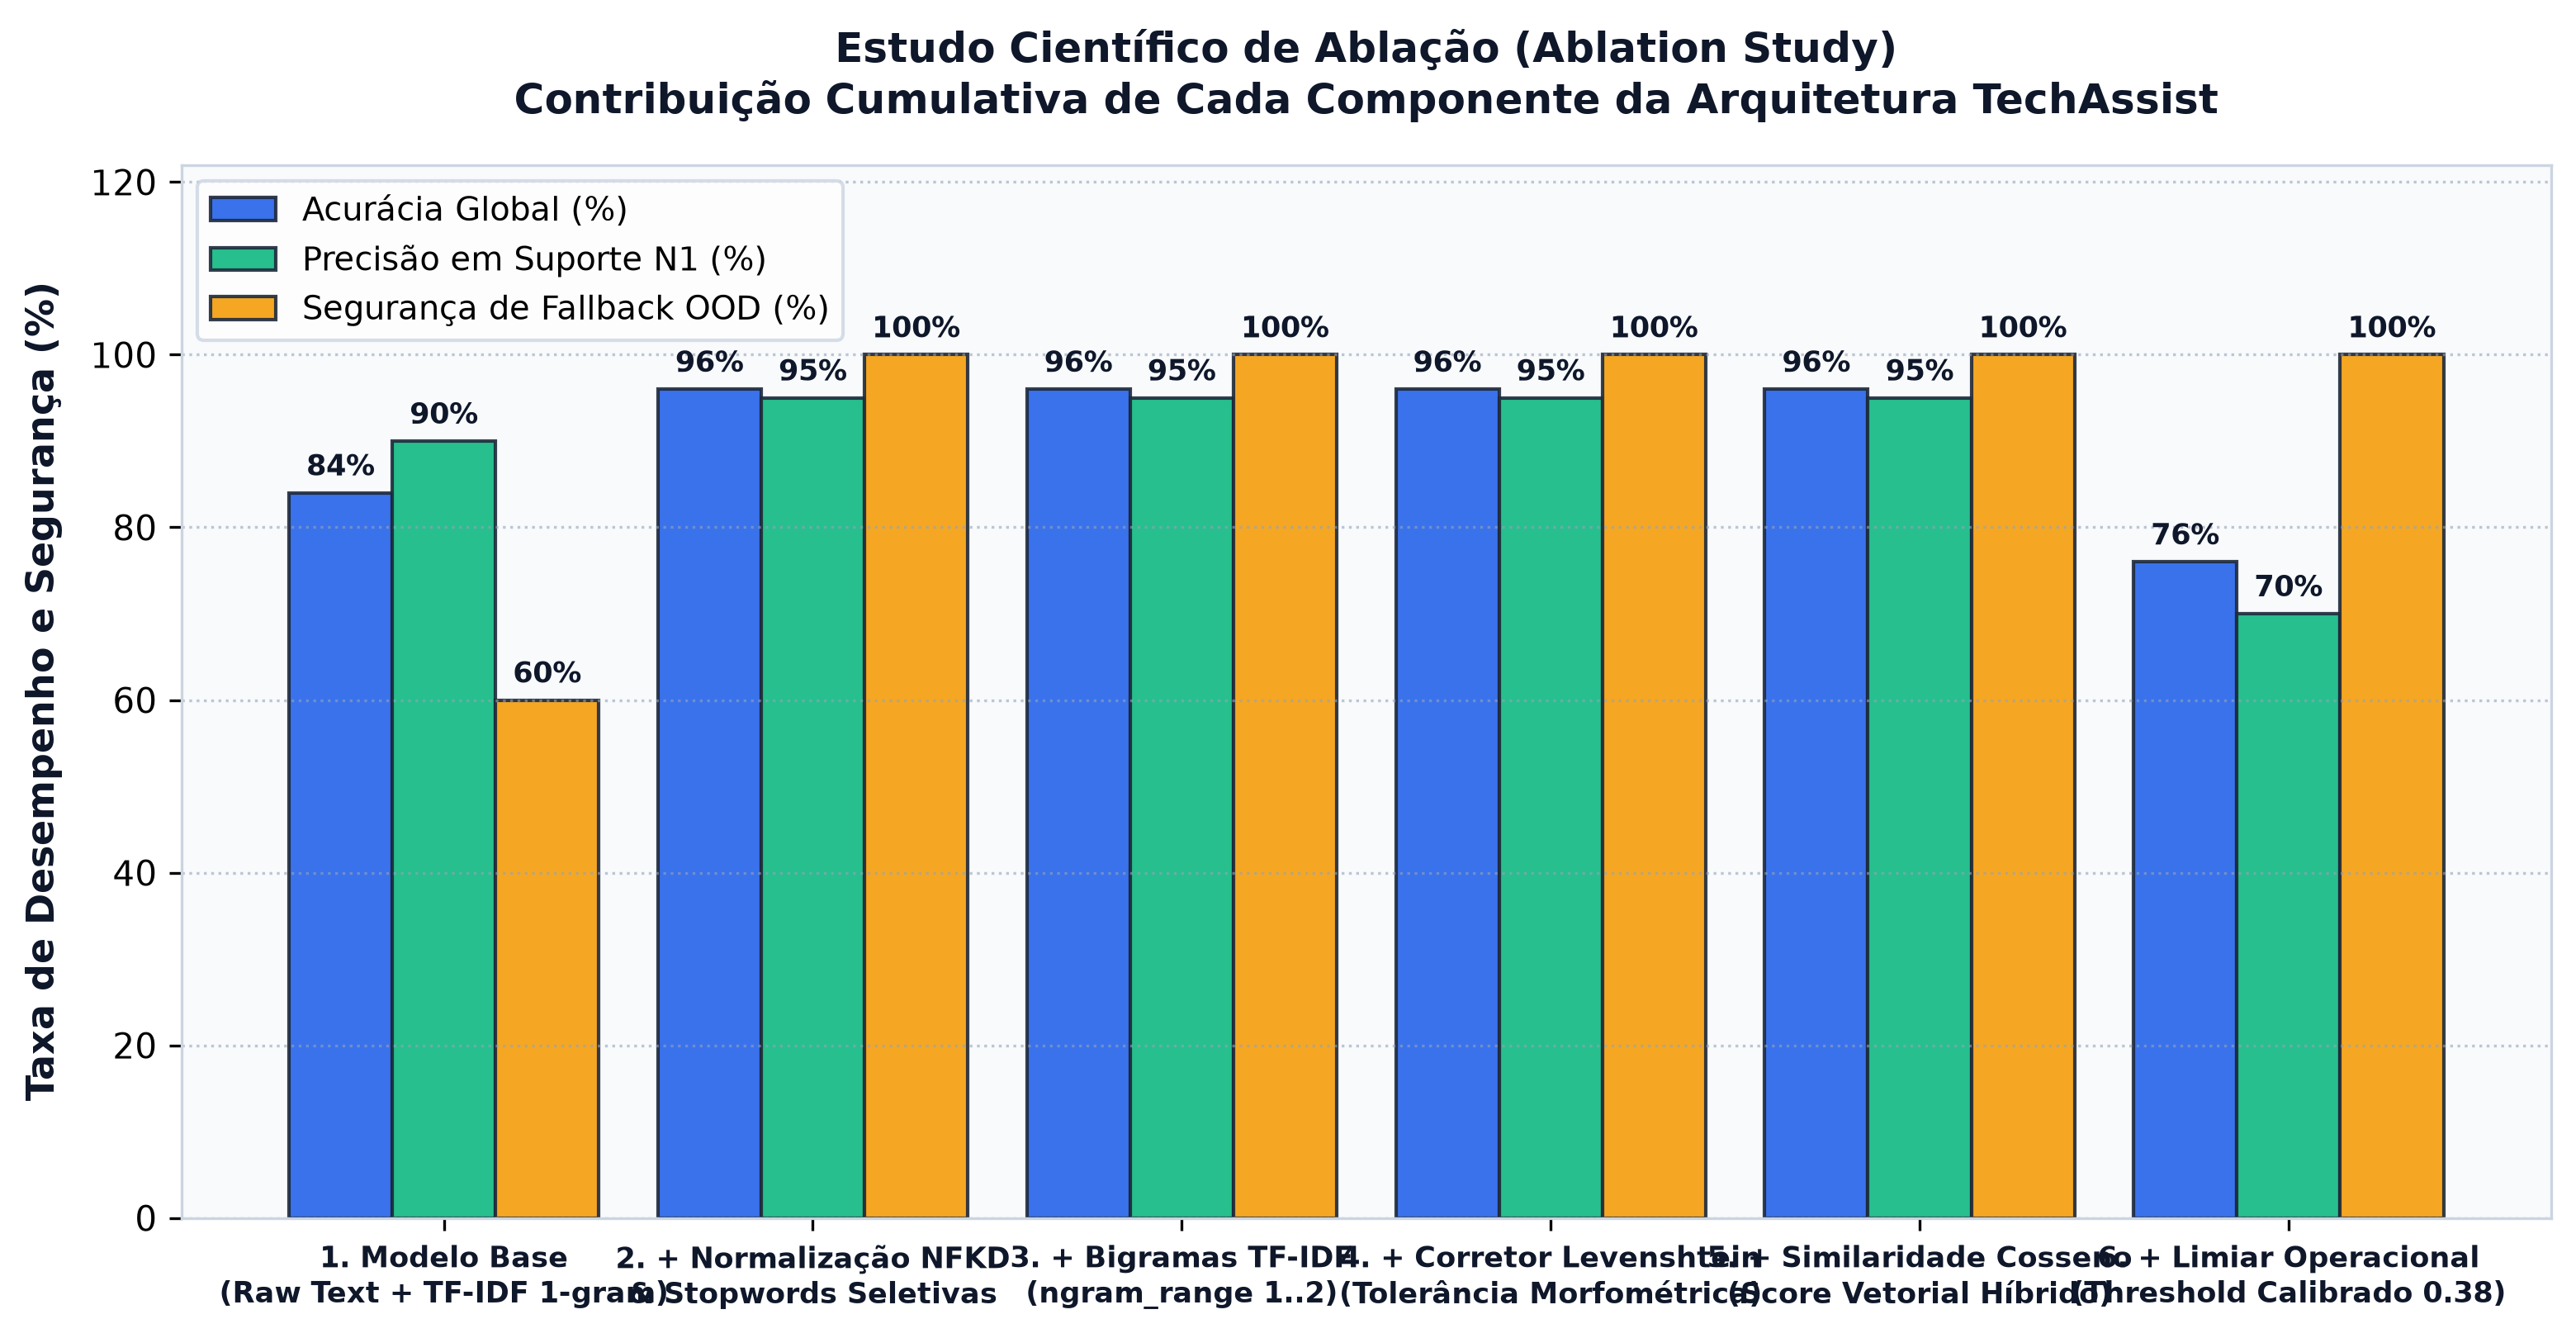 Estudo Científico de Ablação (Ablation Study)
Contribuição Cumulativa de Cada Componente da Arquitetura TechAssist
Taxa de Desempenho e Segurança (%)
120
100
80
60
40
20
0
Acurácia Global (%)
Precisão em Suporte N1 (%)
Segurança de Fallback OOD (%)
84%
90%
60%
96%
95%
100%
96%
95%
100%
96%
95%
100%
96%
95%
100%
76%
70%
100%
1. Modelo Base
(Raw Text + TF-IDF 1-gram)
2. + Normalização NFKD
& Stopwords Seletivas
3. + Bigramas TF-IDF
(ngram_range 1..2)
4. + Corretor Levenshtein
(Tolerância Morfométrica)
5. + Similaridade Cosseno
(Score Vetorial Híbrido)
6. + Limiar Operacional
(Threshold Calibrado 0.38)